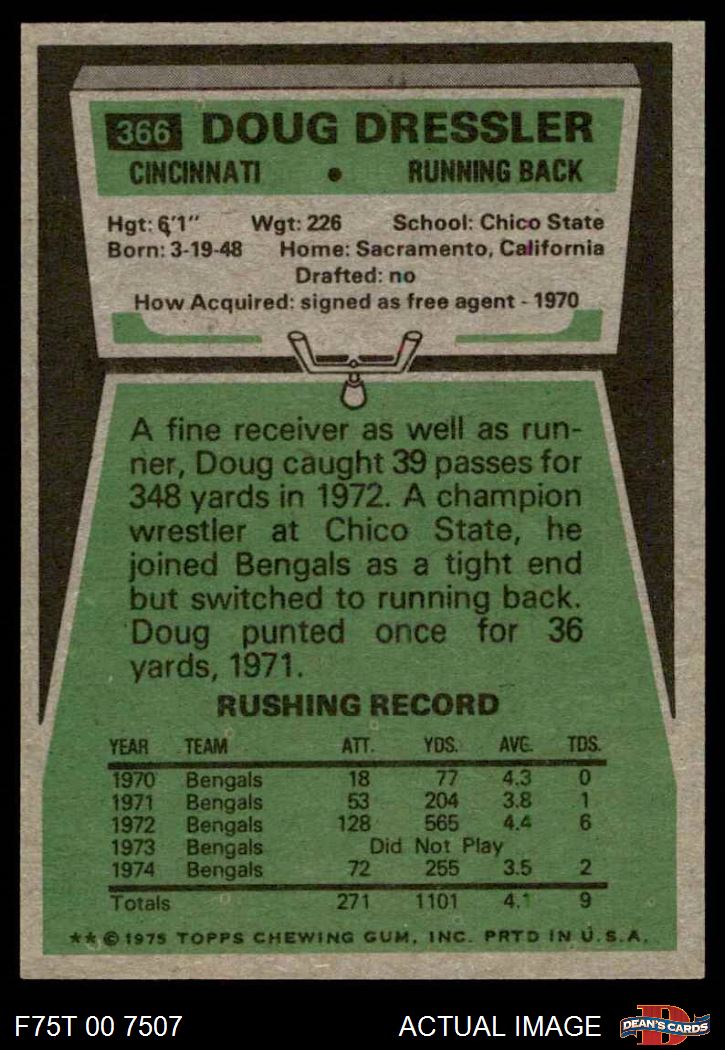 366 DOUG DRESSLER
CINCINNATI • RUNNING BACK
Hgt: 6'1" Wgt: 226 School: Chico State
Born: 3-19-48 Home: Sacramento, California
Drafted: no
How Acquired: signed as free agent - 1970
A fine receiver as well as run-
ner, Doug caught 39 passes for
348 yards in 1972. A champion
wrestler at Chico State, he
joined Bengals as a tight end
but switched to running back.
Doug punted once for 36
yards, 1971.
RUSHING RECORD
YEAR TEAM ATT. YDS. AVG. TDS.
1970 Bengals 18 77 4.3 0
1971 Bengals 53 204 3.8 1
1972 Bengals 128 565 4.4 6
1973 Bengals Did Not Play
1974 Bengals 72 255 3.5 2
Totals 271 1101 4.1 9
** © 1975 TOPPS CHEWING GUM, INC. PRTD IN U.S.A.
F75T 00 7507 ACTUAL IMAGE D DEAN'S CARDS